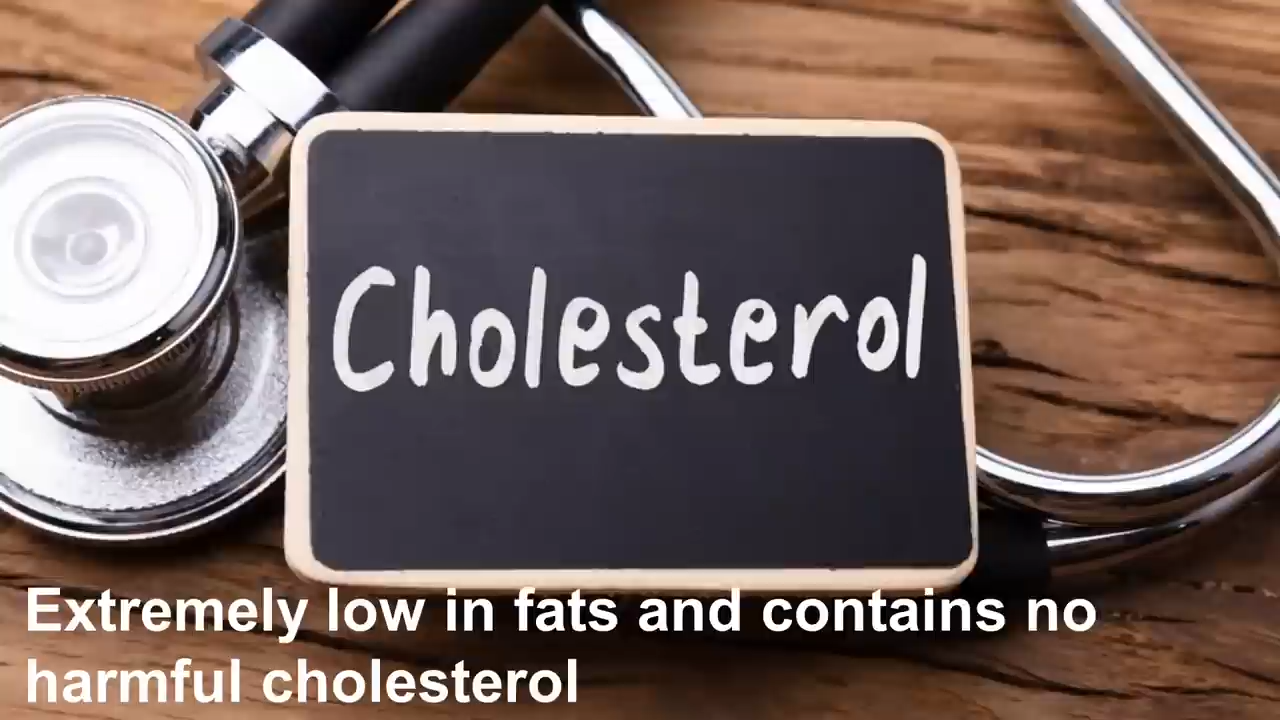 Cholesterol
Extremely low in fats and contains no
harmful cholesterol